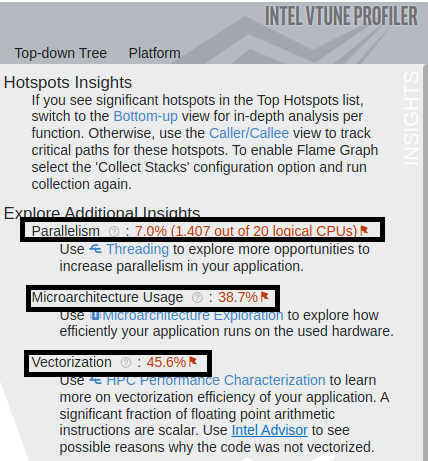 INTEL VTUNE PROFILER
Top-down Tree Platform
INSIGHTS
Hotspots Insights
If you see significant hotspots in the Top Hotspots list,
switch to the Bottom-up view for in-depth analysis per
function. Otherwise, use the Caller/Callee view to track
critical paths for these hotspots. To enable Flame Graph
select the 'Collect Stacks' configuration option and run
collection again.
Explore Additional Insights
Parallelism ? : 7.0% (1.407 out of 20 logical CPUs)
Use Threading to explore more opportunities to
increase parallelism in your application.
Microarchitecture Usage ? : 38.7%
Use Microarchitecture Exploration to explore how
efficiently your application runs on the used hardware.
Vectorization ? : 45.6%
Use HPC Performance Characterization to learn
more on vectorization efficiency of your application. A
significant fraction of floating point arithmetic
instructions are scalar. Use Intel Advisor to see
possible reasons why the code was not vectorized.